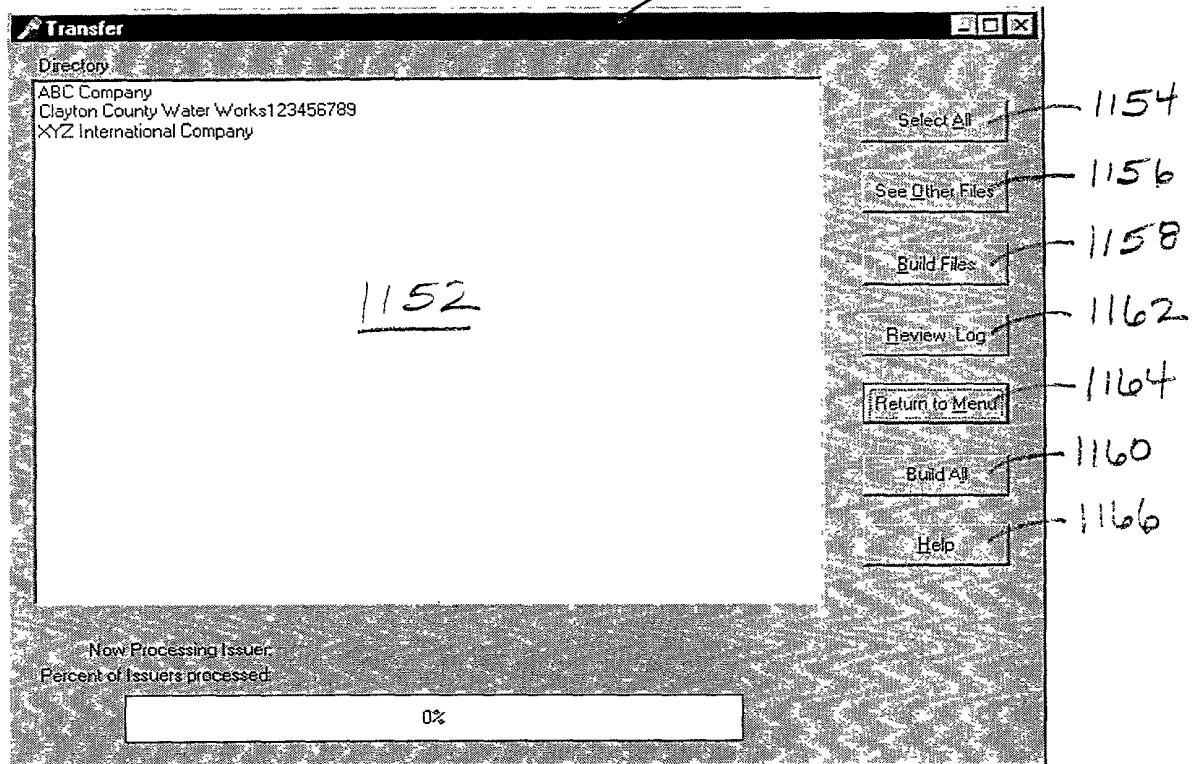 Transfer
Directory
ABC Company
Clayton County Water Works123456789
XYZ International Company
1152
Select All 1154
See Other Files 1156
Build Files 1158
Review Log 1162
Return to Menu 1164
Build All 1160
Help 1166
Now Processing Issuer:
Percent of Issuers processed:
0%